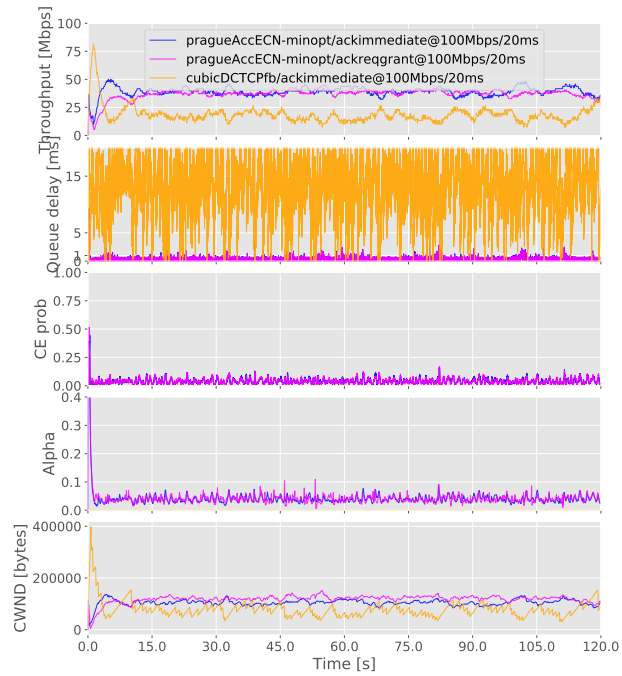 Throughput [Mbps]
100
75
50
25
0
pragueAccECN-minopt/ackimmediate@100Mbps/20ms
pragueAccECN-minopt/ackreqgrant@100Mbps/20ms
cubicDCTCPfb/ackimmediate@100Mbps/20ms
Queue delay [ms]
15
5
1
0
CE prob
1.00
0.75
0.50
0.25
0.00
Alpha
0.4
0.3
0.2
0.1
0.0
CWND [bytes]
400000
200000
0
0.0 15.0 30.0 45.0 60.0 75.0 90.0 105.0 120.0
Time [s]